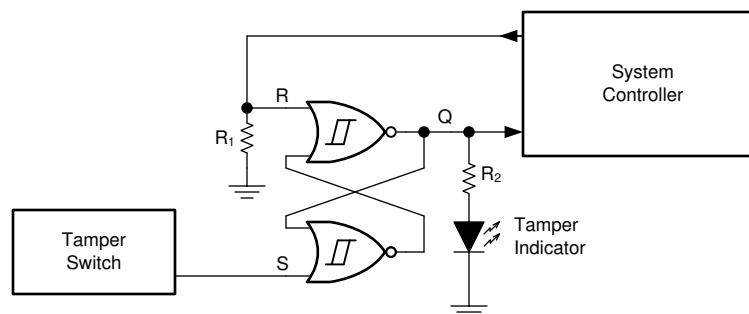 System
Controller
R
Q
R1
R2
Tamper
Switch
S
Tamper
Indicator